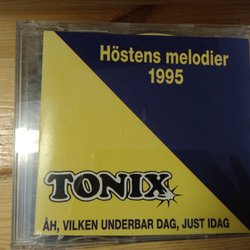 Höstens melodier
1995
TONIX
ÅH, VILKEN UNDERBAR DAG, JUST IDAG